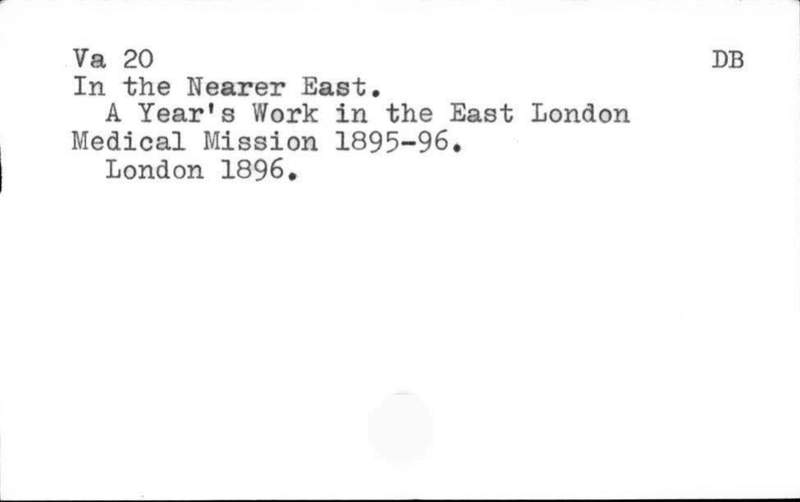 Va 20 DB
In the Nearer East.
A Year's Work in the East London
Medical Mission 1895-96.
London 1896.